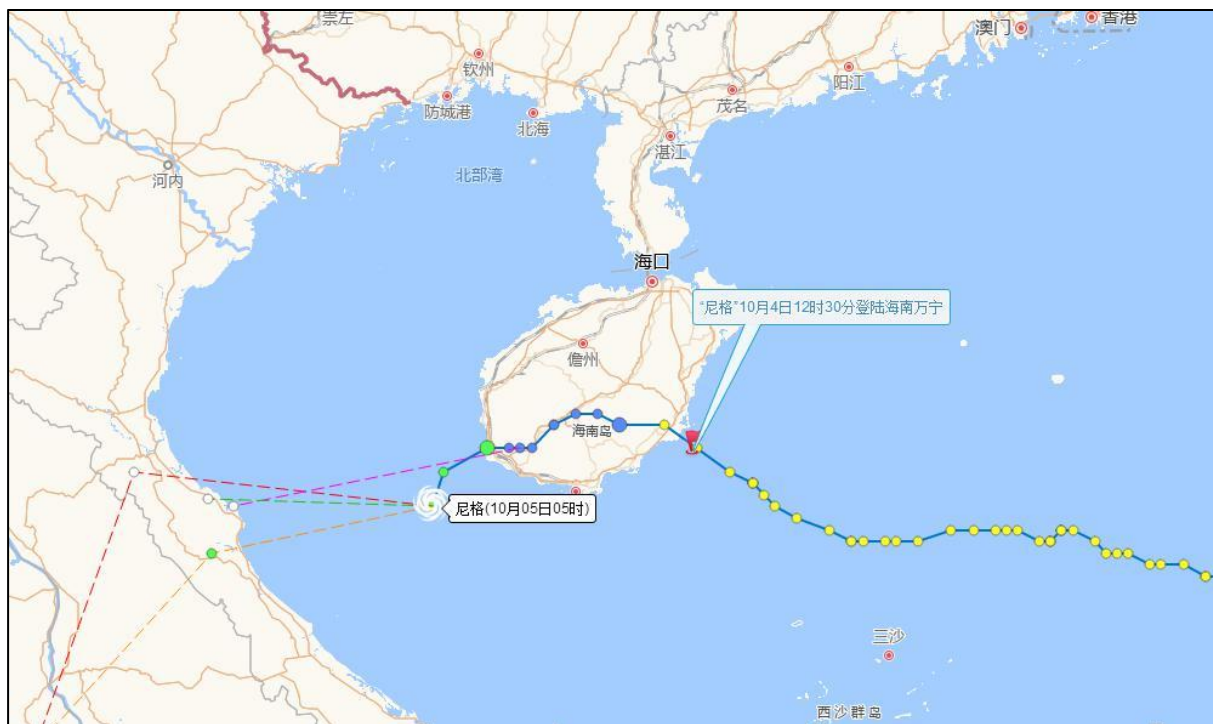 崇左
澳门
香港
钦州
阳江
防城港
茂名
北海
湛江
河内
北部湾
海口
“尼格”10月4日12时30分登陆海南万宁
儋州
海南岛
尼格(10月05日05时)
三沙
西沙群岛